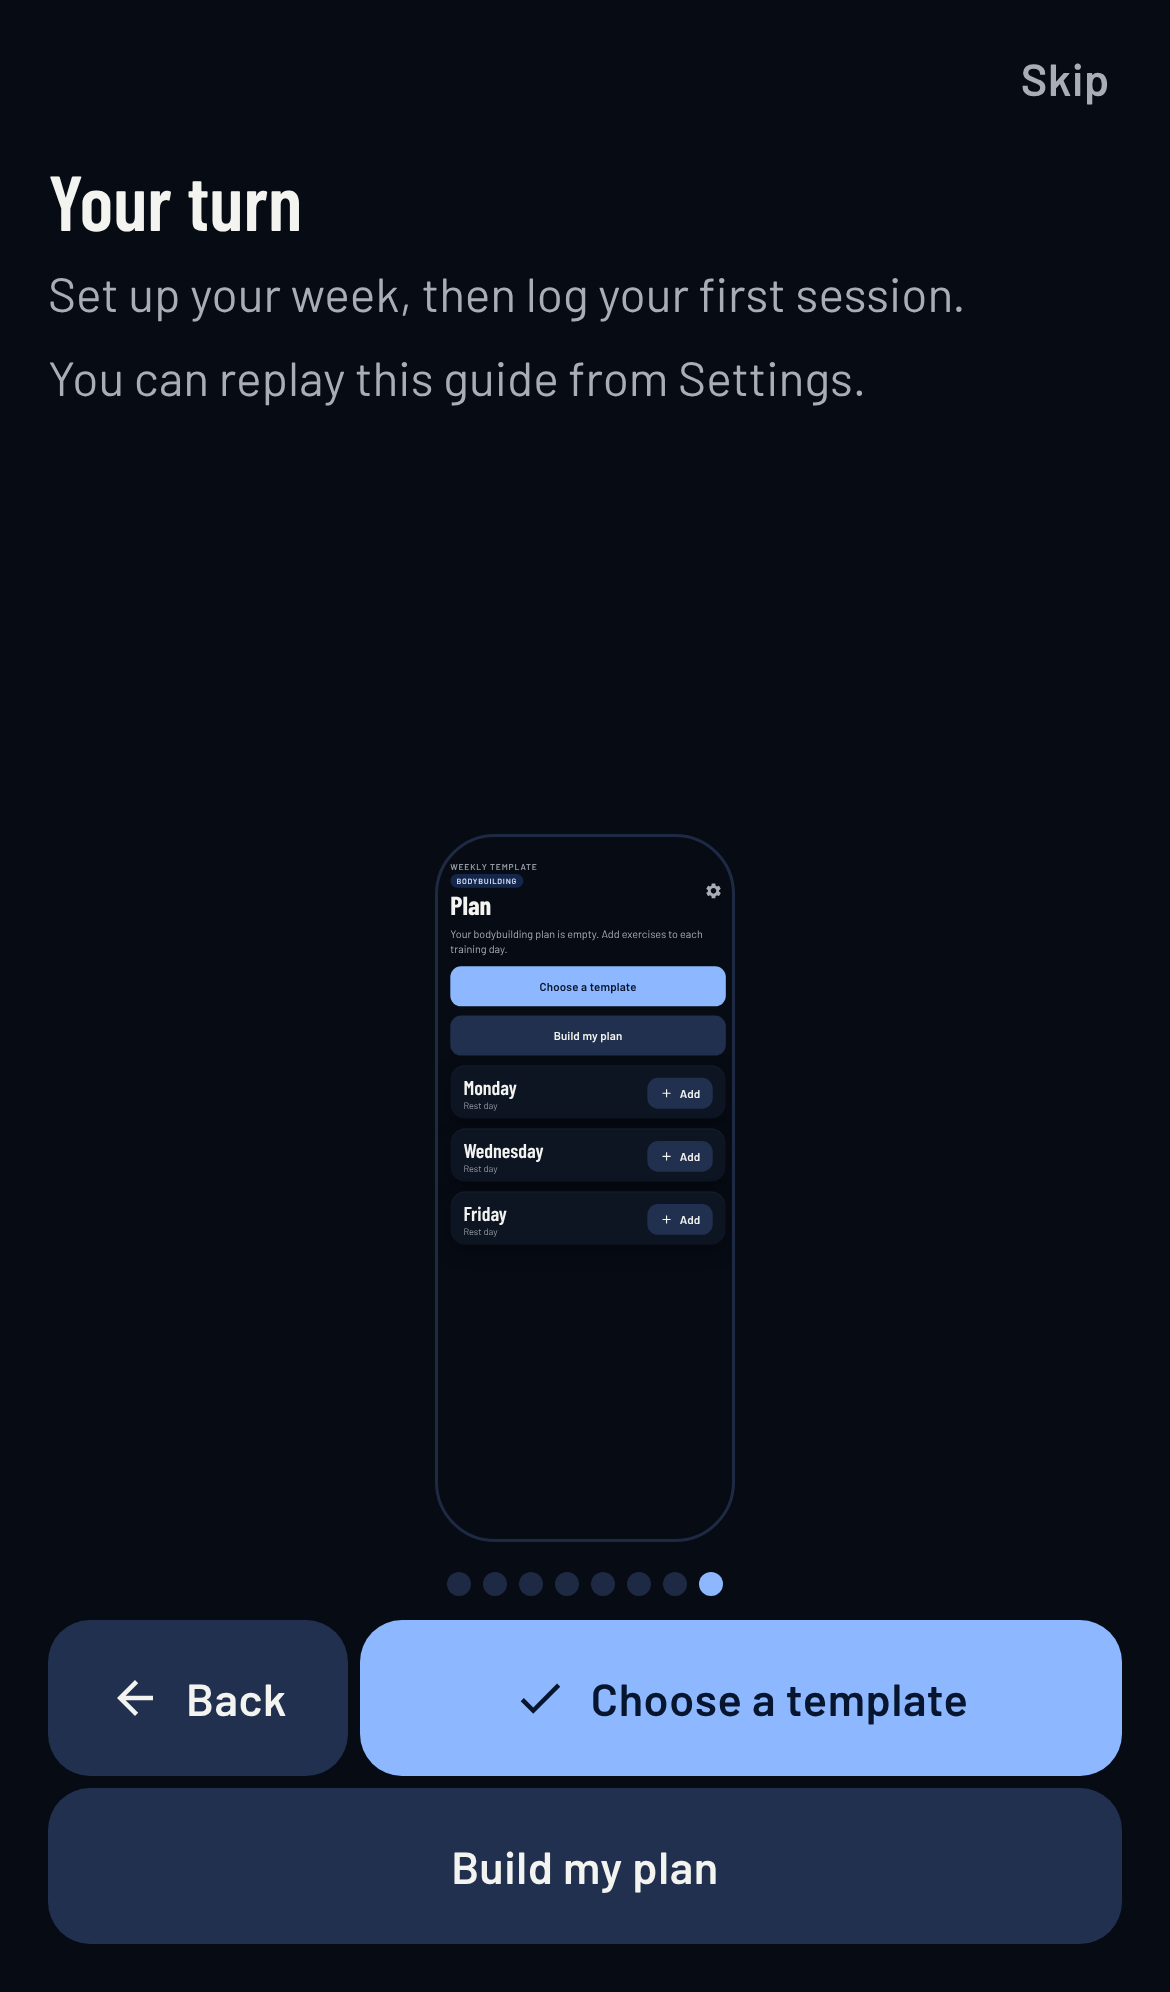 Skip
Your turn
Set up your week, then log your first session.
You can replay this guide from Settings.
WEEKLY TEMPLATE
BODYBUILDING
Plan
Your bodybuilding plan is empty. Add exercises to each
training day.
Choose a template
Build my plan
Monday
Rest day
+ Add
Wednesday
Rest day
+ Add
Friday
Rest day
+ Add
Back
Choose a template
Build my plan